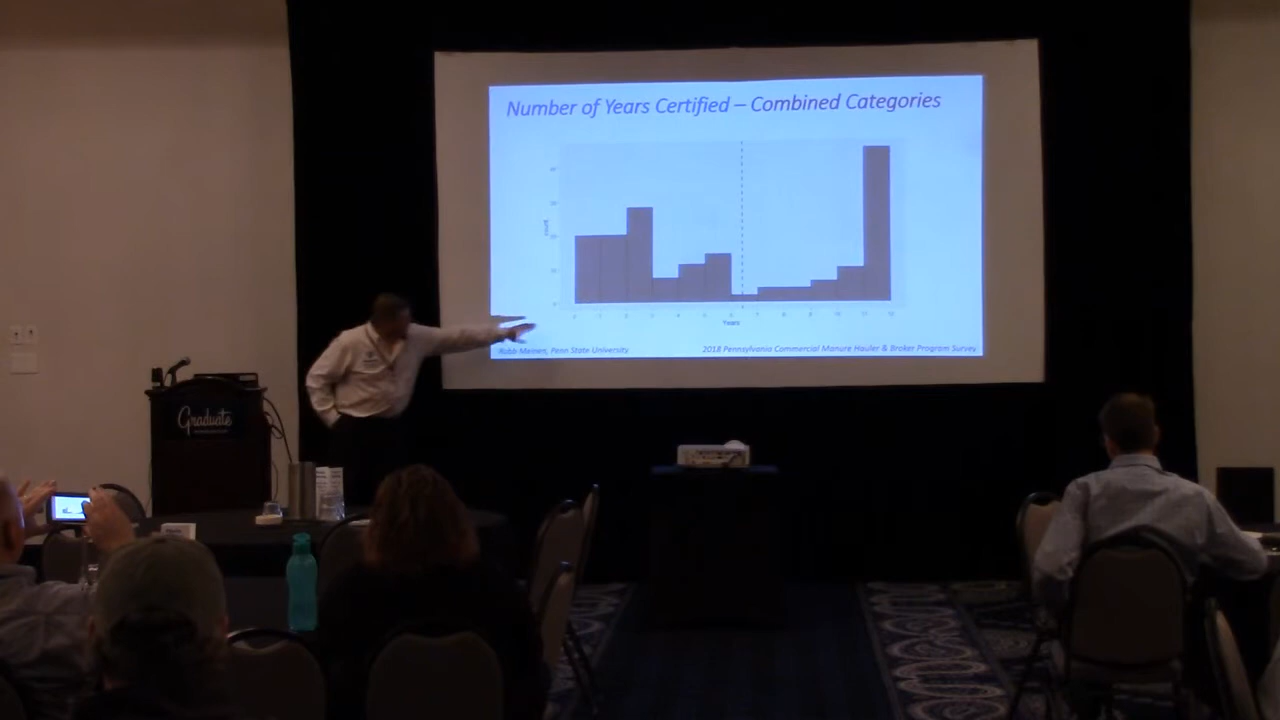 Number of Years Certified – Combined Categories
count
Years
Robb Meinen, Penn State University
2018 Pennsylvania Commercial Manure Hauler & Broker Program Survey
Graduate